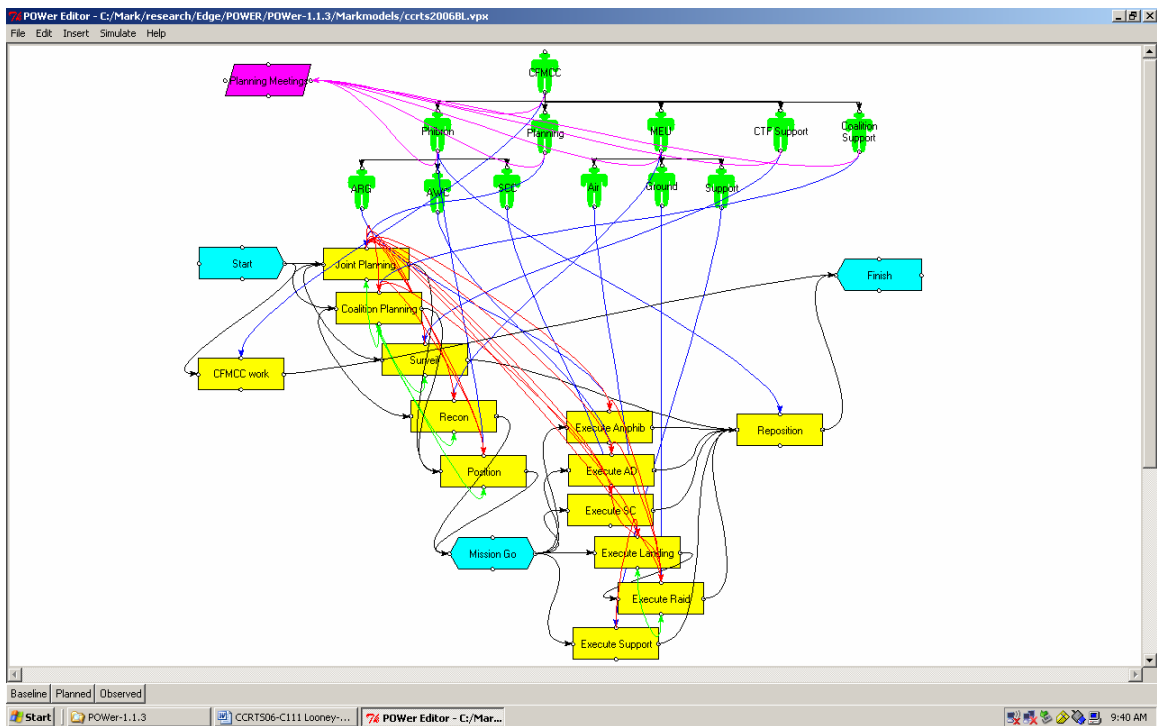 POWer Editor - C:/Mark/research/Edge/POWER/POWer-1.1.3/Markmodels/ccrts2006BL.vpx
File Edit Insert Simulate Help
CFMCC
Planning Meetings
Phibron
Planning
MEU
CTF Support
Coalition
Support
ARG
AWC
SCC
Air
Ground
Support
Start
Joint Planning
Finish
Coalition Planning
Surveil
CFMCC work
Recon
Execute Amphib
Reposition
Position
Execute AD
Execute SC
Mission Go
Execute Landing
Execute Raid
Execute Support
Baseline Planned Observed
Start POWer-1.1.3 CCRTS06-C111 Looney-... POWer Editor - C:/Mar... 9:40 AM